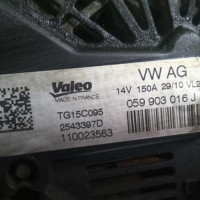 Valeo
MADE IN FRANCE
VW AG
14V 150A 29/10 VL2
TG15C095
059 903 016 J
2543397D
110023563